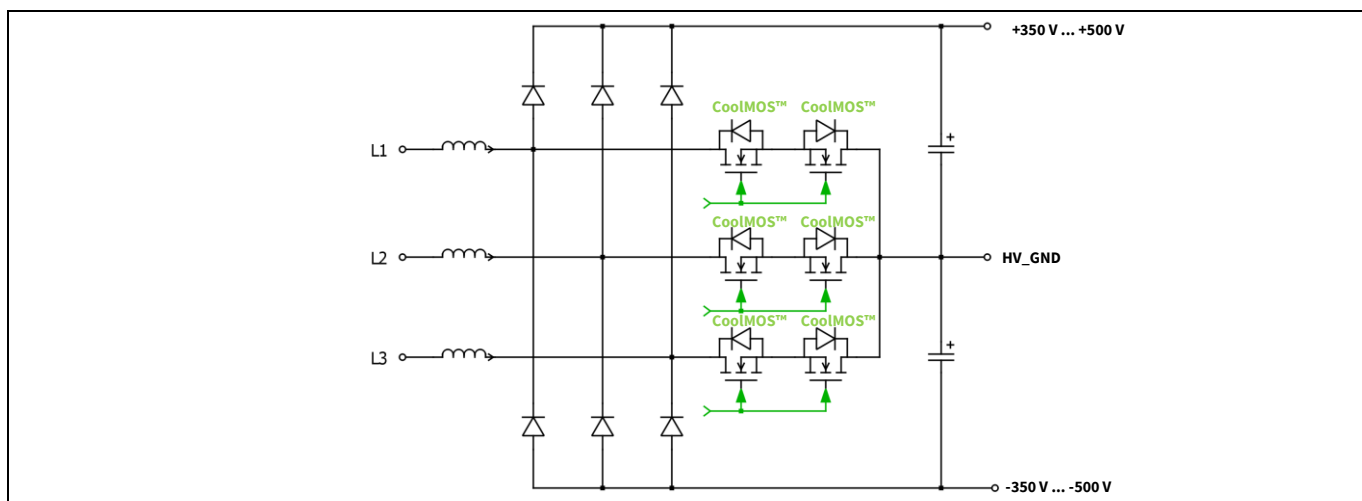 +350 V ... +500 V
CoolMOS™ CoolMOS™
L1
+
CoolMOS™ CoolMOS™
L2
HV_GND
CoolMOS™ CoolMOS™
L3
+
-350 V ... -500 V